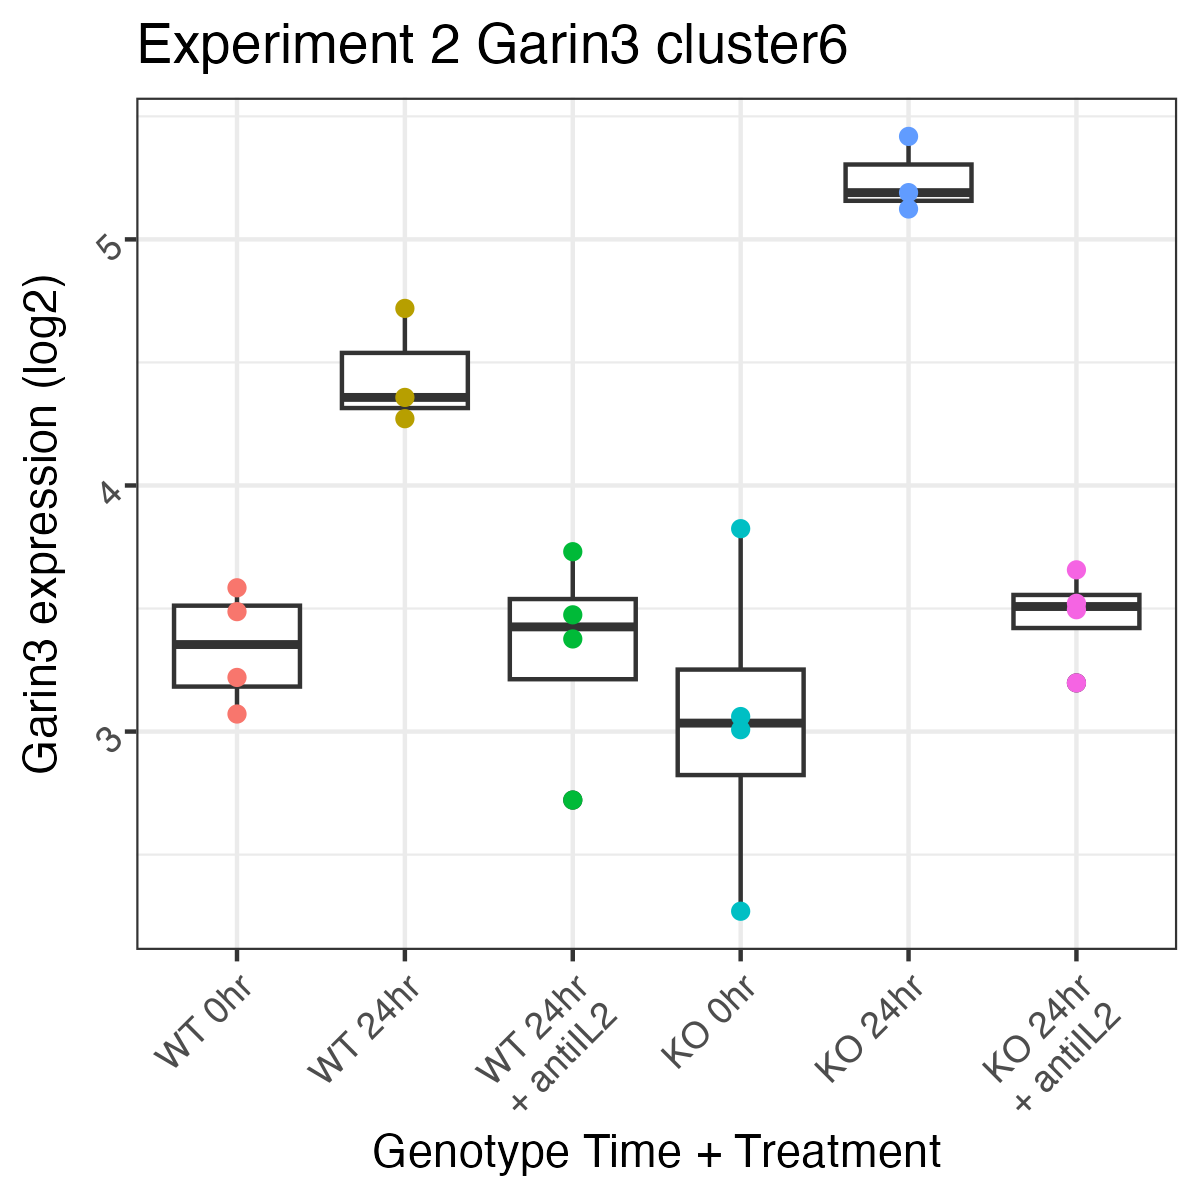 Experiment 2 Garin3 cluster6
Garin3 expression (log2)
5
4
3
WT 0hr
WT 24hr
WT 24hr
+ antiIL2
KO 0hr
KO 24hr
KO 24hr
+ antiIL2
Genotype Time + Treatment